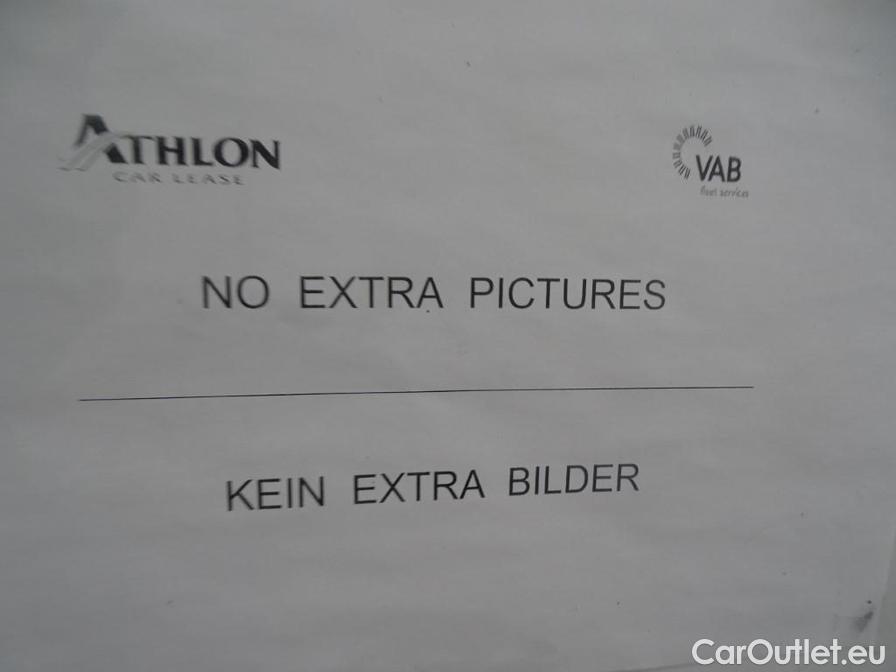 ATHLON
CAR LEASE
VAB
fleet services
NO EXTRA PICTURES
KEIN EXTRA BILDER
CarOutlet.eu